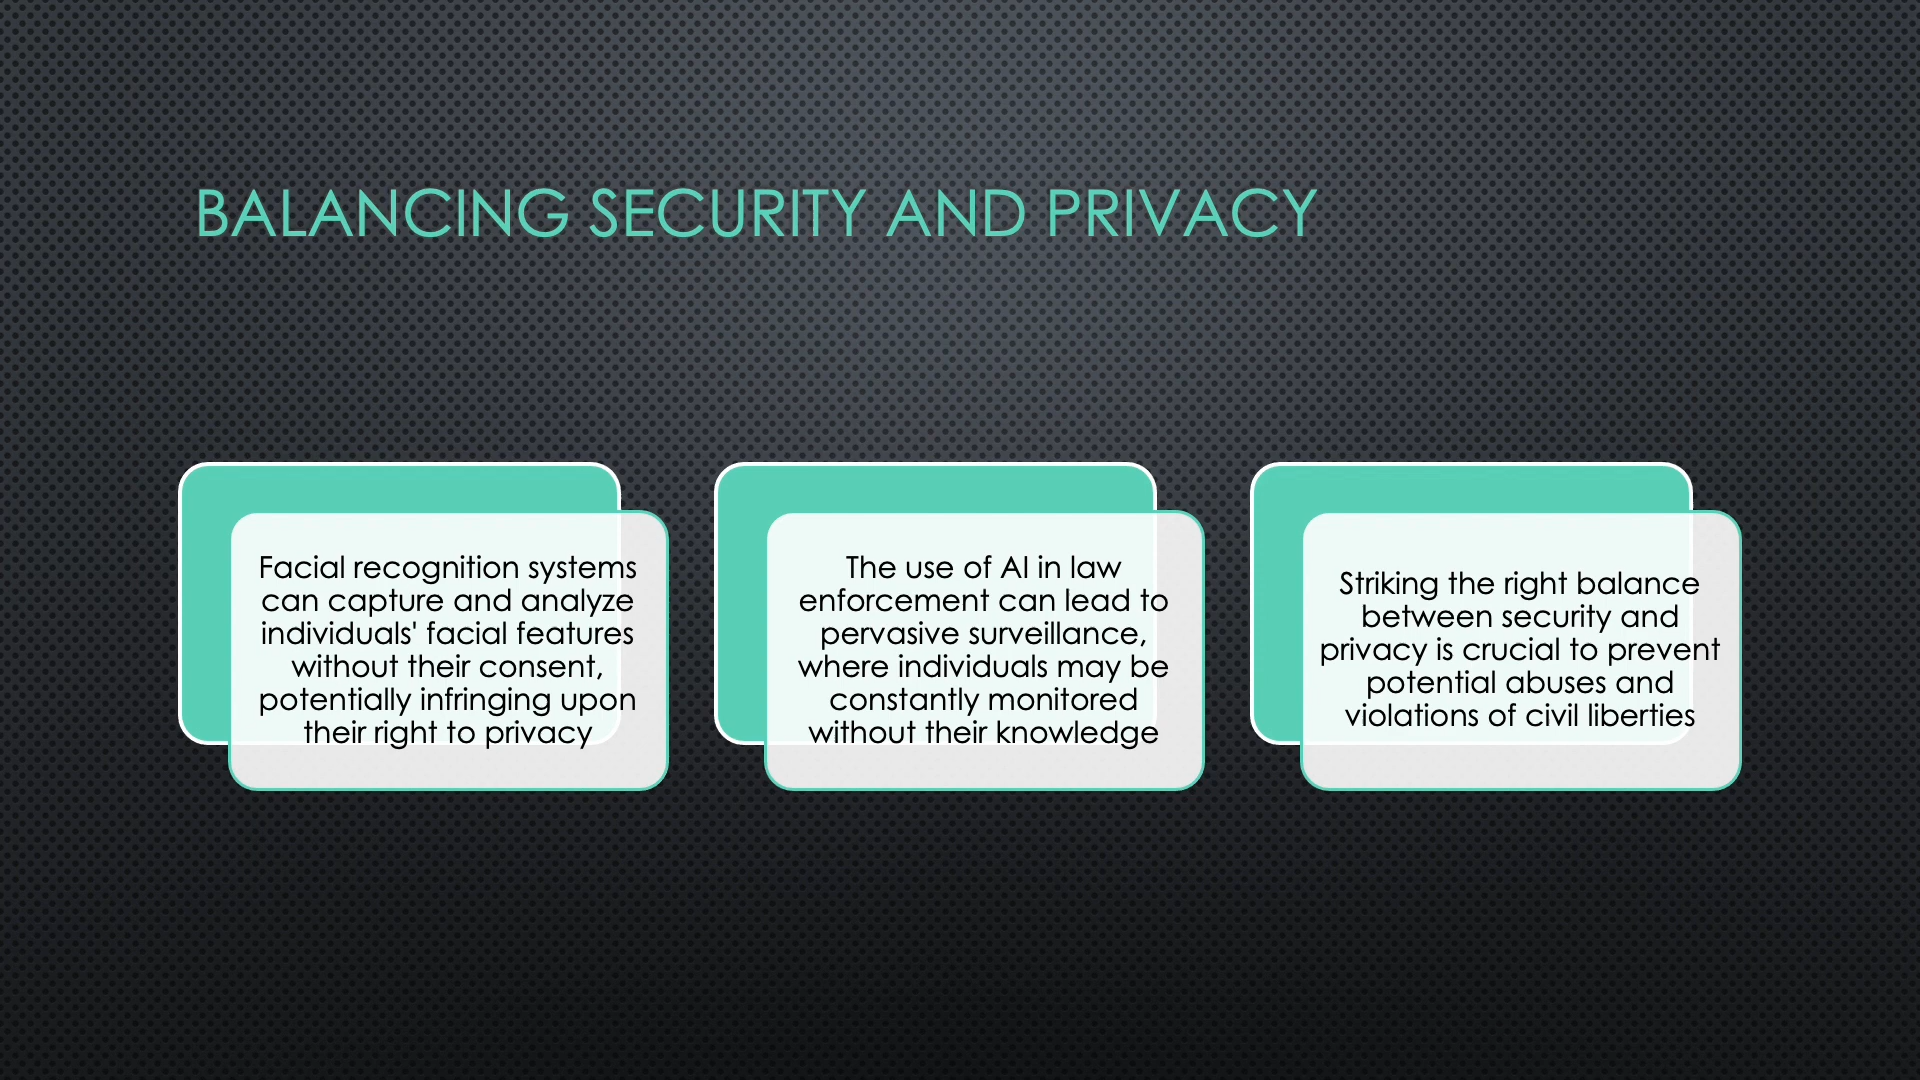 BALANCING SECURITY AND PRIVACY
Facial recognition systems
can capture and analyze
individuals' facial features
without their consent,
potentially infringing upon
their right to privacy
The use of AI in law
enforcement can lead to
pervasive surveillance,
where individuals may be
constantly monitored
without their knowledge
Striking the right balance
between security and
privacy is crucial to prevent
potential abuses and
violations of civil liberties